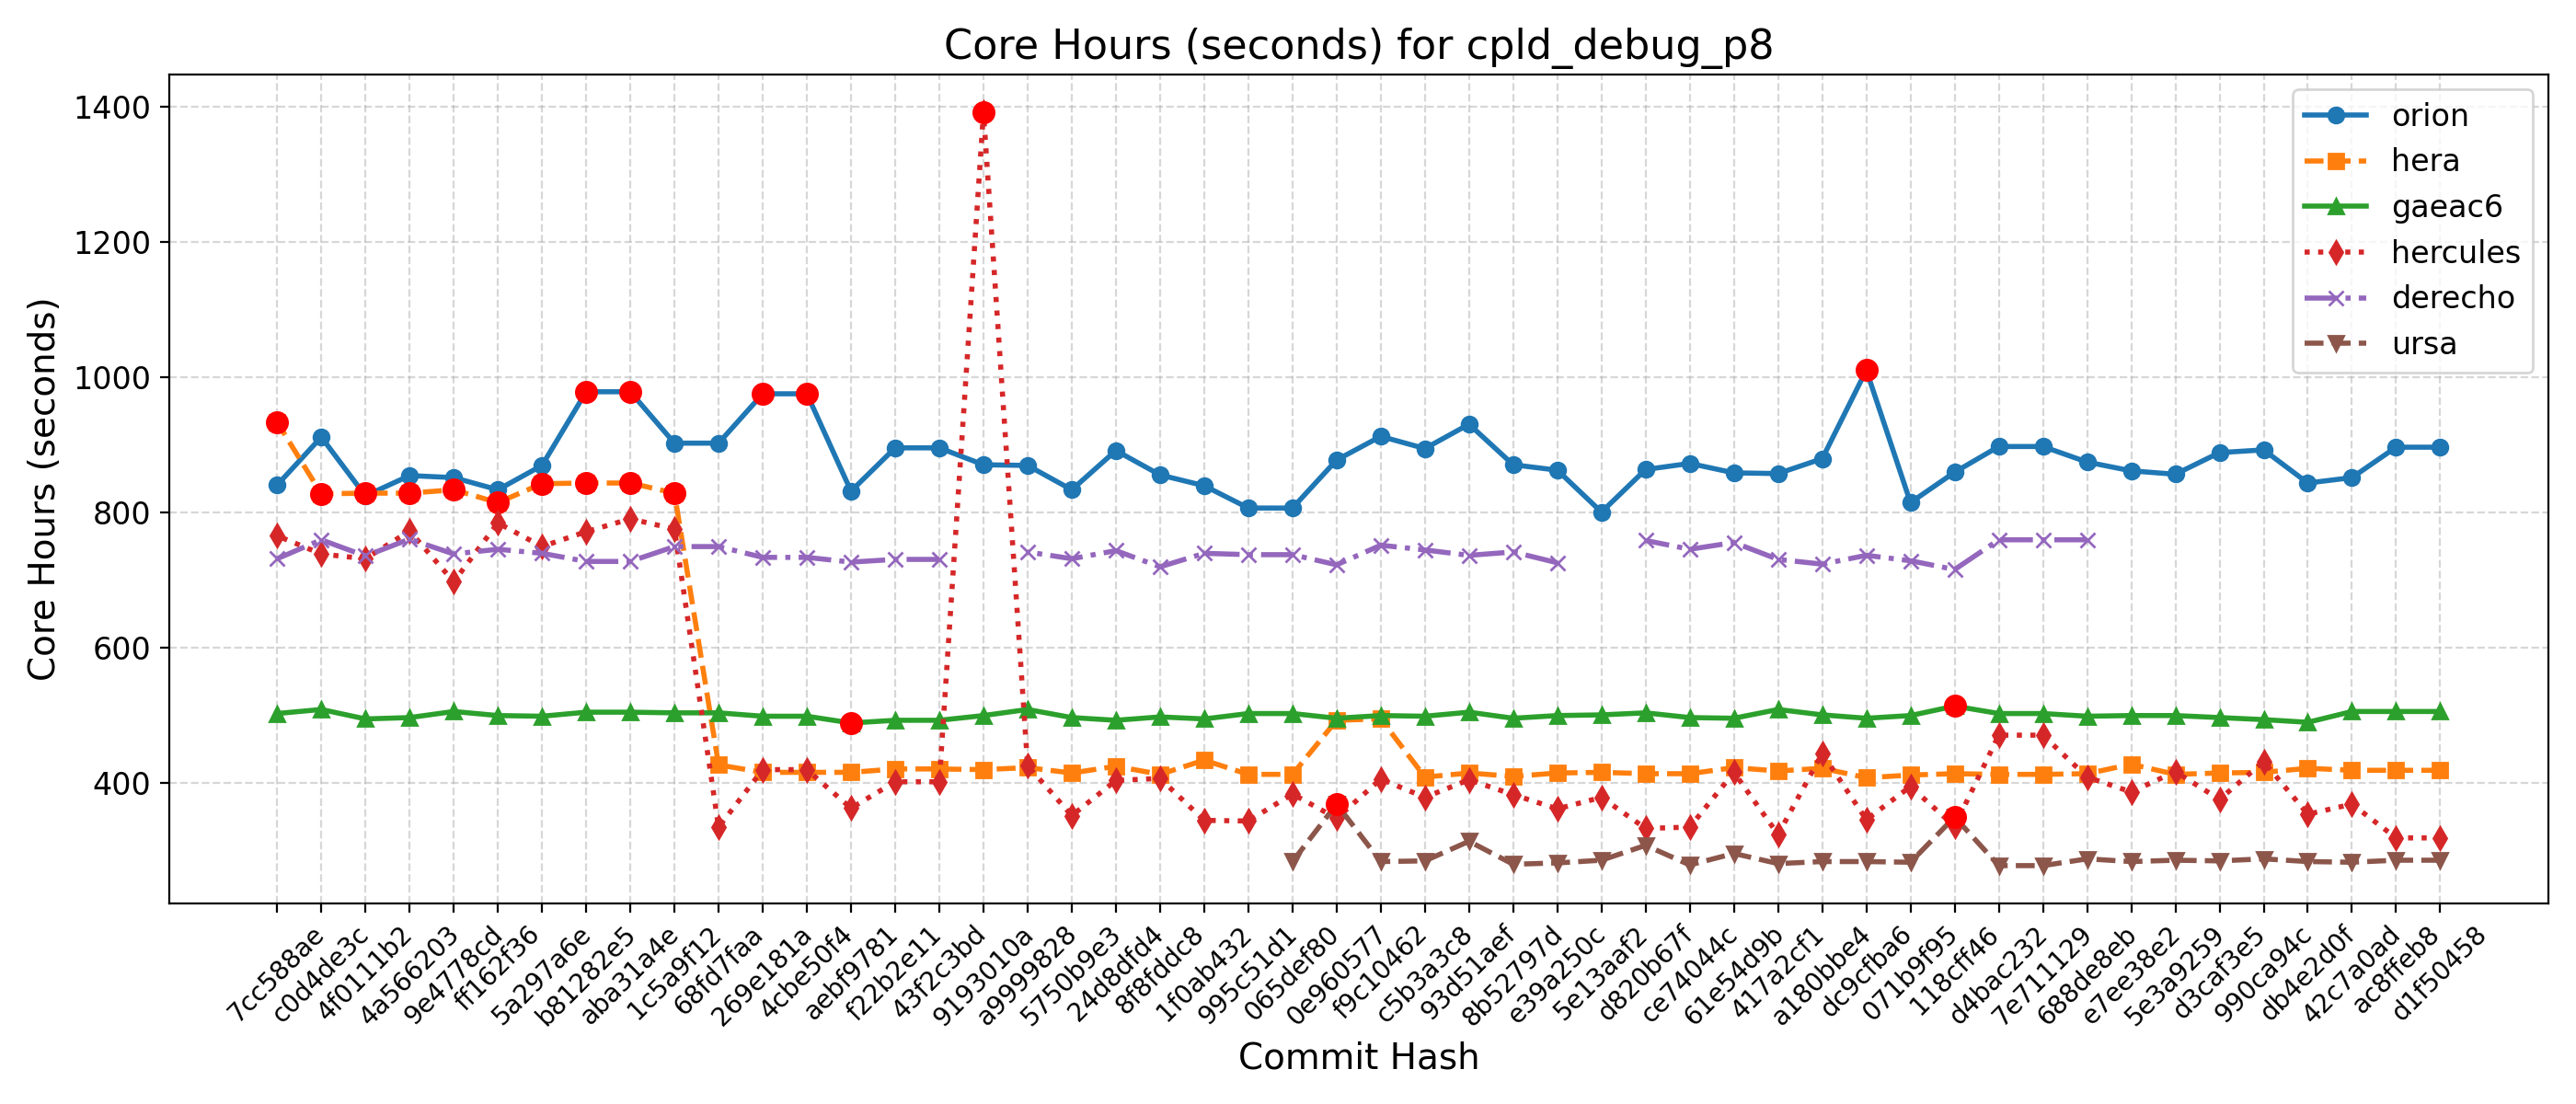 Core Hours (seconds) for cpld_debug_p8
Core Hours (seconds)
1400
1200
1000
800
600
400
orion
hera
gaeac6
hercules
derecho
ursa
7cc588ae
c0d4de3c
4f0111b2
4a566203
9e4778cd
ff162f36
5a297a6e
b81282e5
aba31a4e
1c5a9f12
68fd7faa
269e181a
4cbe50f4
aebf9781
f22b2e11
43f2c3bd
9193010a
a9999828
5750b9e3
24d8dfd4
8f8fddc8
1f0ab432
995c51d1
065def80
0e960577
f9c10462
c5b3a3c8
93d51aef
8b52797d
e39a250c
5e13aaf2
d820b67f
ce74044c
61e54d9b
417a2cf1
a180bbe4
dc9cfba6
071b9f95
118cff46
d4bac232
7e711129
688de8eb
e7ee38e2
5e3a9259
d3caf3e5
990ca94c
db4e2d0f
42c7a0ad
ac8ffeb8
d1f50458
Commit Hash